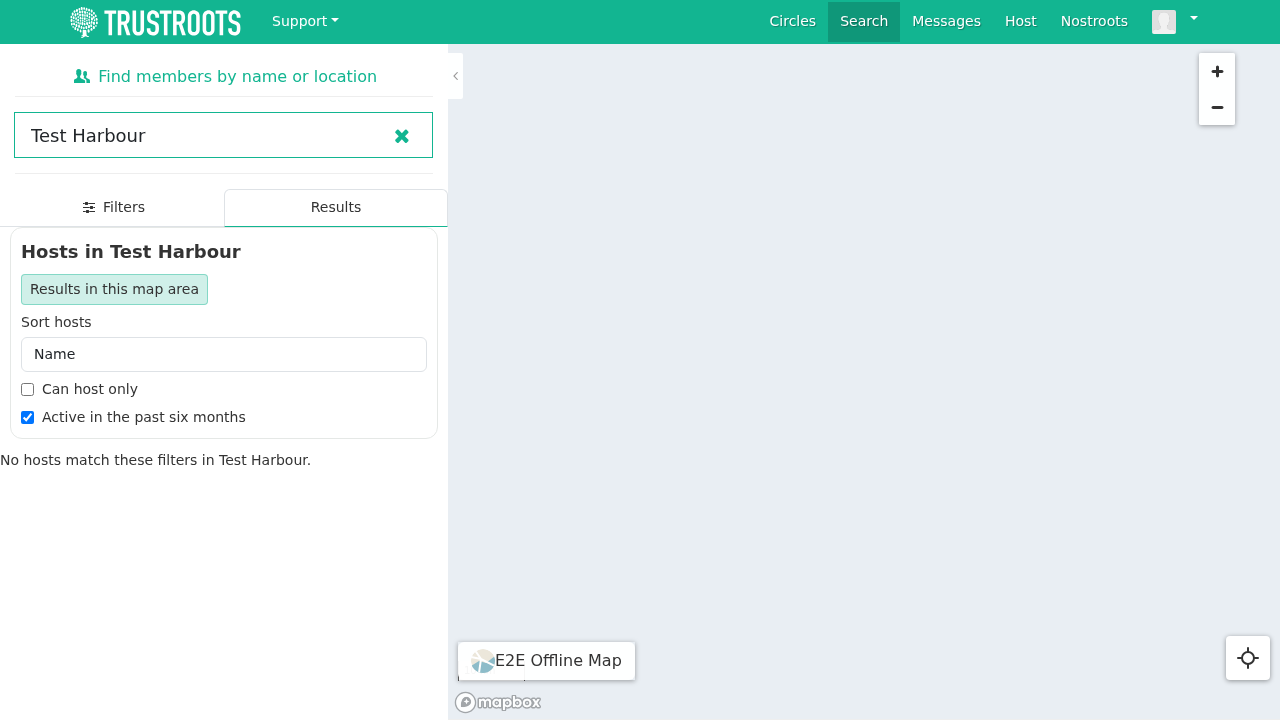 TRUSTROOTS
Support
Circles
Search
Messages
Host
Nostroots
Find members by name or location
Test Harbour
Filters
Results
Hosts in Test Harbour
Results in this map area
Sort hosts
Name
Can host only
Active in the past six months
No hosts match these filters in Test Harbour.
E2E Offline Map
mapbox